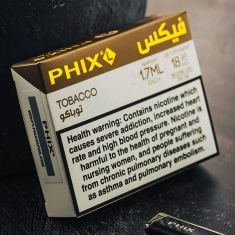 فيكس
PHIX
1.7ML
18
TOBACCO
توباكو
Health warning: Contains nicotine which
causes severe addiction, increased heart
rate and high blood pressure. Nicotine is
harmful to the health of pregnant and
nursing women, and people suffering
from chronic pulmonary diseases such
as asthma and pulmonary embolism.
PHIX